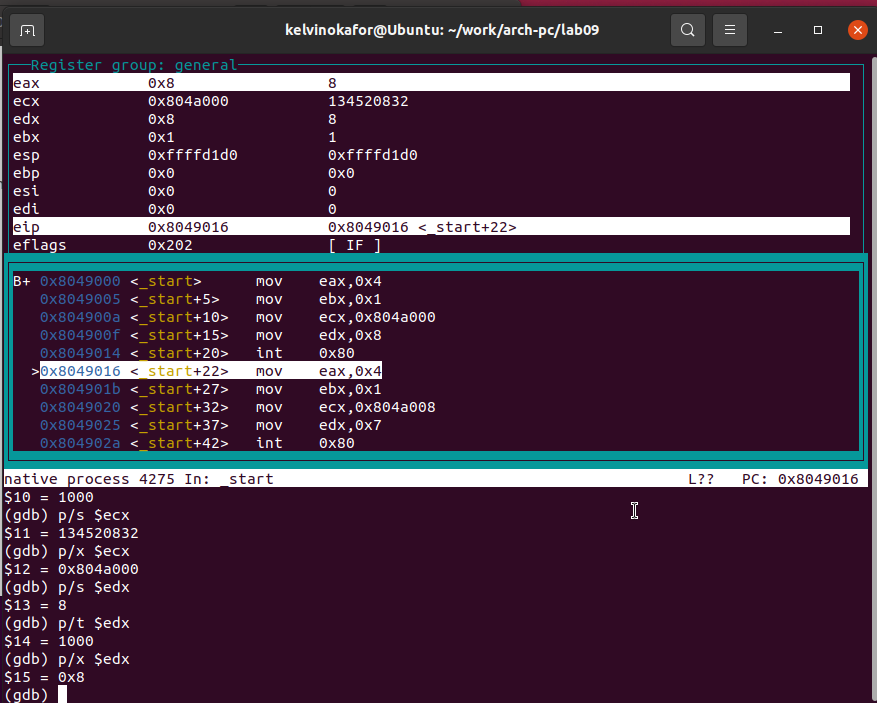 kelvinokafor@Ubuntu: ~/work/arch-pc/lab09
Register group: general
eax 0x8 8
ecx 0x804a000 134520832
edx 0x8 8
ebx 0x1 1
esp 0xffffd1d0 0xffffd1d0
ebp 0x0 0x0
esi 0x0 0
edi 0x0 0
eip 0x8049016 0x8049016 <_start+22>
eflags 0x202 [ IF ]
B+ 0x8049000 <_start> mov eax,0x4
0x8049005 <_start+5> mov ebx,0x1
0x804900a <_start+10> mov ecx,0x804a000
0x804900f <_start+15> mov edx,0x8
0x8049014 <_start+20> int 0x80
>0x8049016 <_start+22> mov eax,0x4
0x804901b <_start+27> mov ebx,0x1
0x8049020 <_start+32> mov ecx,0x804a008
0x8049025 <_start+37> mov edx,0x7
0x804902a <_start+42> int 0x80
native process 4275 In: _start L?? PC: 0x8049016
$10 = 1000
(gdb) p/s $ecx
$11 = 134520832
(gdb) p/x $ecx
$12 = 0x804a000
(gdb) p/s $edx
$13 = 8
(gdb) p/t $edx
$14 = 1000
(gdb) p/x $edx
$15 = 0x8
(gdb)